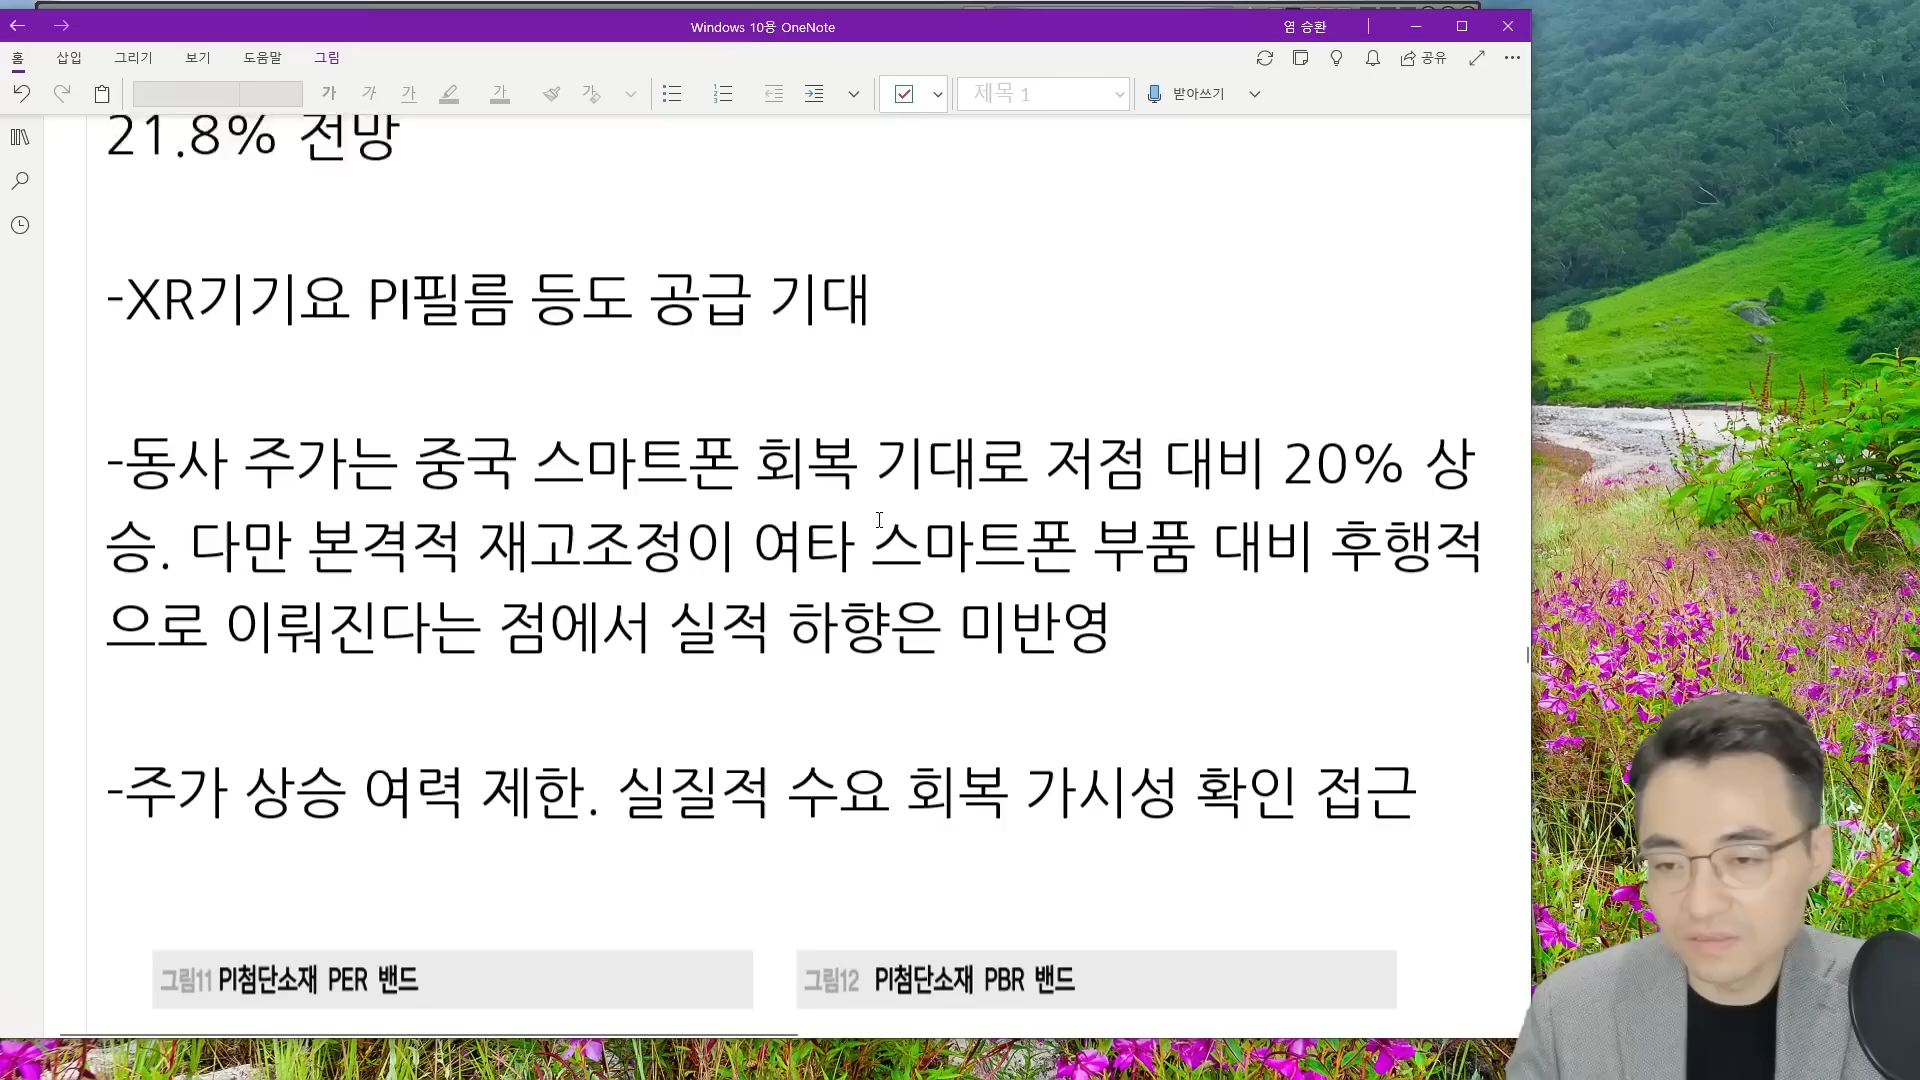 Windows 10용 OneNote
염 승환
홈 삽입 그리기 보기 도움말 그림
공유
가 가 가 가 가
제목 1
받아쓰기
21.8% 전망
-XR기기요 PI필름 등도 공급 기대
-동사 주가는 중국 스마트폰 회복 기대로 저점 대비 20% 상
승. 다만 본격적 재고조정이 여타 스마트폰 부품 대비 후행적
으로 이뤄진다는 점에서 실적 하향은 미반영
-주가 상승 여력 제한. 실질적 수요 회복 가시성 확인 접근
그림11 PI첨단소재 PER 밴드
그림12 PI첨단소재 PBR 밴드